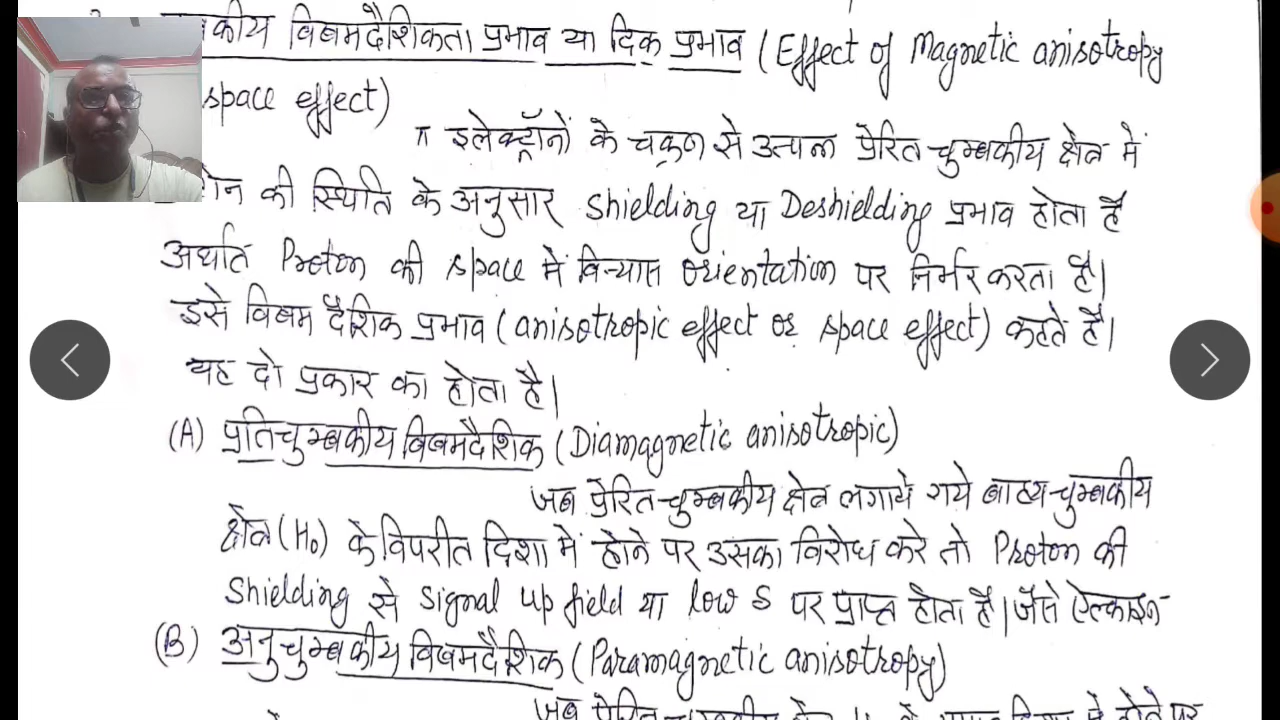 कीय विषमदैशिकता प्रभाव या दिक प्रभाव (Effect of Magnetic anisotropy
space effect)
π इलेक्ट्रॉनों के चक्रण से उत्पन्न प्रेरित चुम्बकीय क्षेत्र में
की स्थिति के अनुसार Shielding या Deshielding प्रभाव होता है
अर्थात Proton की space में विन्यास orientation पर निर्भर करता है।
इसे विषम दैशिक प्रभाव (anisotropic effect or space effect) कहते हैं।
यह दो प्रकार का होता है।
(A) प्रतिचुम्बकीय विषमदैशिक (Diamagnetic anisotropic)
जब प्रेरित चुम्बकीय क्षेत्र लगाये गये बाह्य चुम्बकीय
क्षेत्र (H₀) के विपरीत दिशा में होने पर उसका विरोध करे तो Proton की
Shielding से Signal up field या low δ पर प्राप्त होता है। जैसे ऐल्काइन
(B) अनुचुम्बकीय विषमदैशिक (Paramagnetic anisotropy)
जब प्रेरित चुम्बकीय